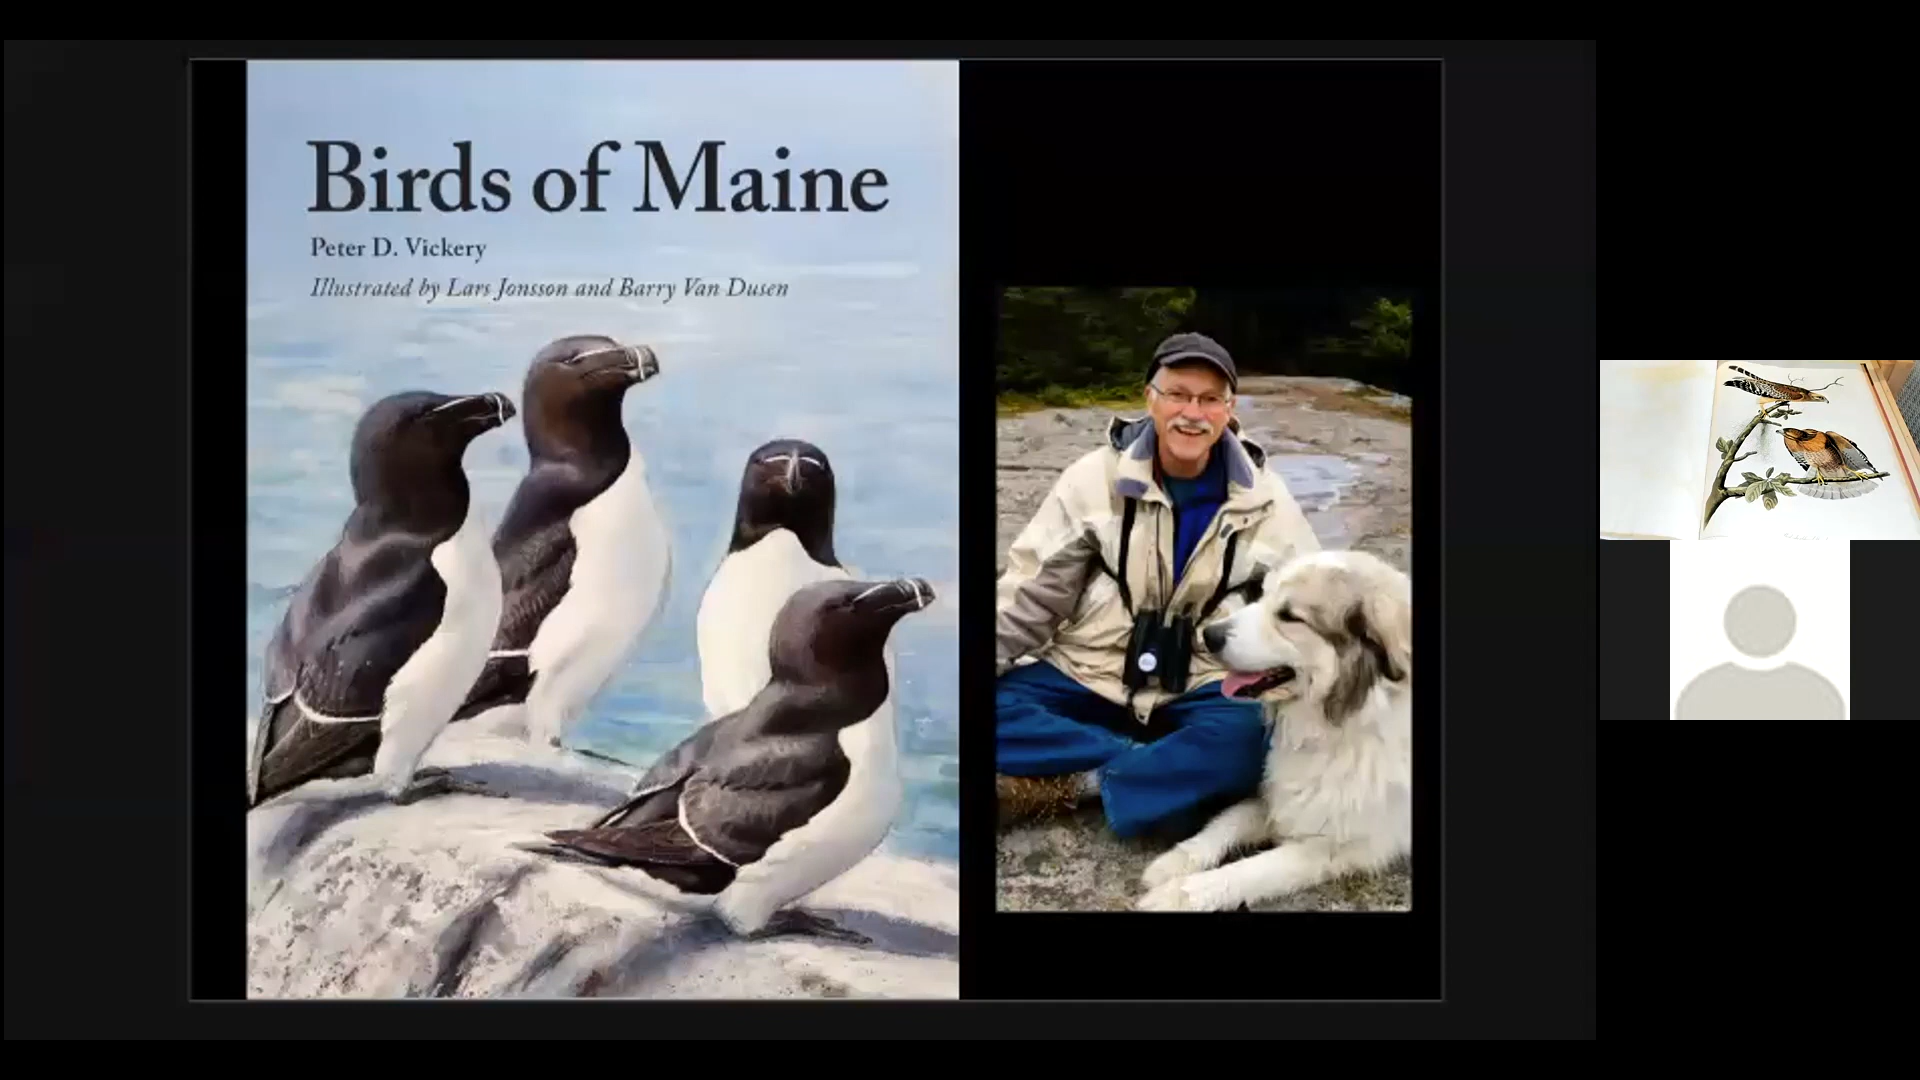 Birds of Maine
Peter D. Vickery
Illustrated by Lars Jonsson and Barry Van Dusen